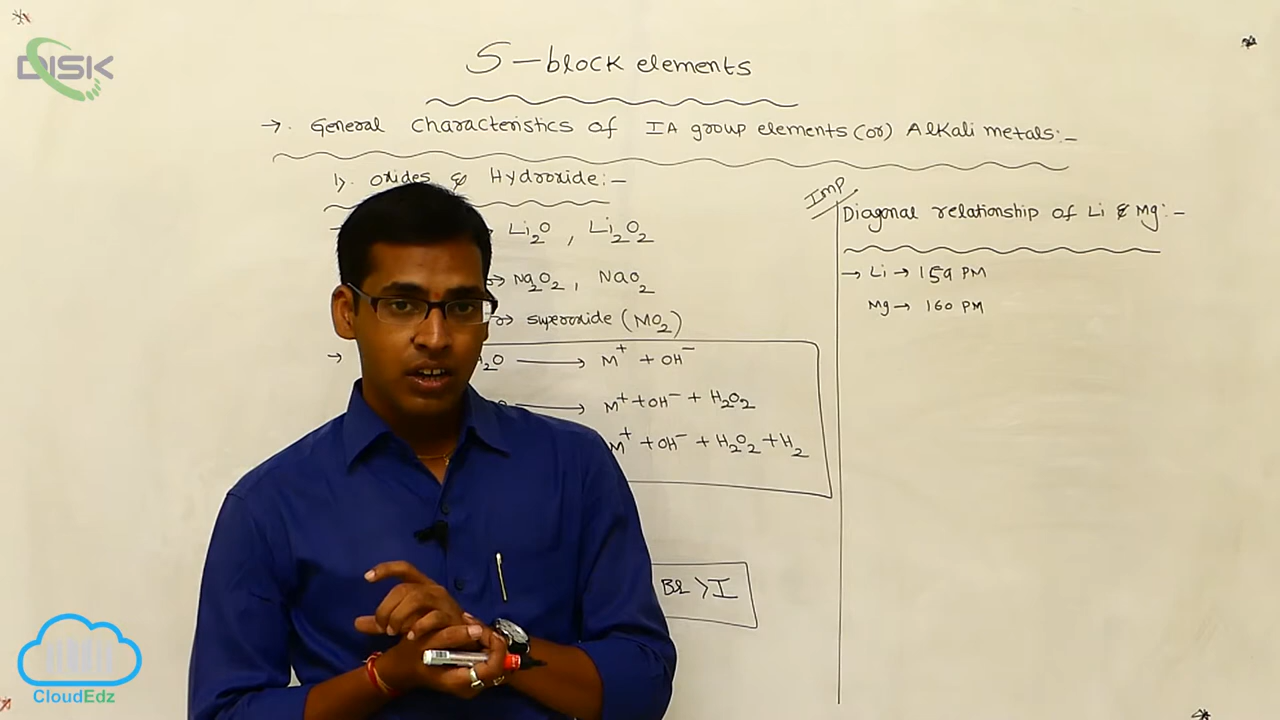 DISK
S-block elements
→. General characteristics of IA group elements (or) Alkali metals:-
1). oxides & Hydroxide:-
Li₂O , Li₂O₂
→ Na₂O₂ , NaO₂
→ superoxide (MO₂)
→ ₂O ⟶ M⁺ + OH⁻
⟶ M⁺ + OH⁻ + H₂O₂
M⁺ + OH⁻ + H₂O₂ + H₂
Br > I
IMP
Diagonal relationship of Li & Mg:-
→ Li → 159 PM
Mg → 160 PM
CloudEdz